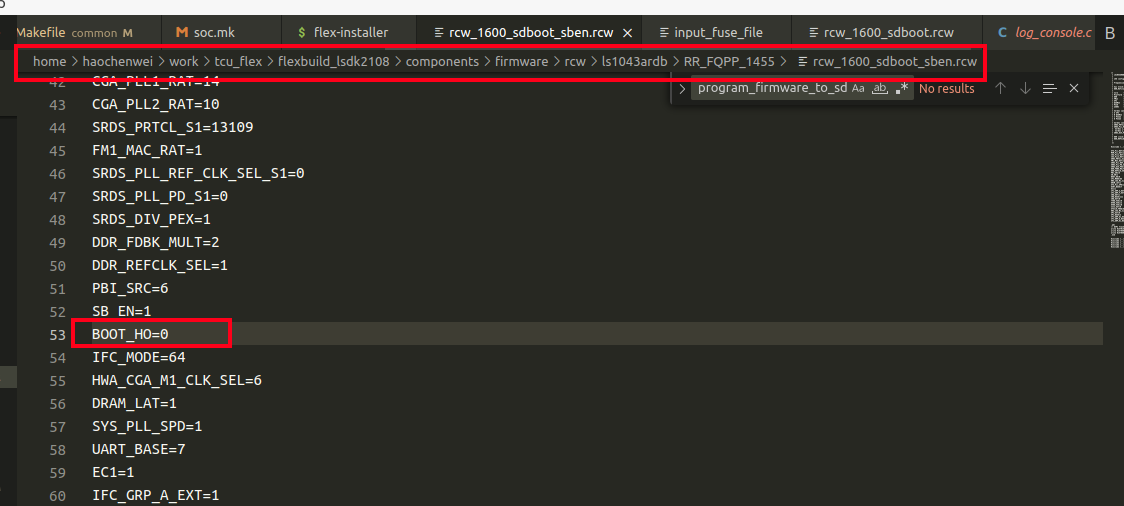 Makefile common M
M soc.mk
$ flex-installer
rcw_1600_sdboot_sben.rcw
input_fuse_file
rcw_1600_sdboot.rcw
C log_console.c
B
home > haochenwei > work > tcu_flex > flexbuild_lsdk2108 > components > firmware > rcw > ls1043ardb > RR_FQPP_1455 > rcw_1600_sdboot_sben.rcw
program_firmware_to_sd Aa ab .* No results
42 CGA_PLL1_RAT=14
43 CGA_PLL2_RAT=10
44 SRDS_PRTCL_S1=13109
45 FM1_MAC_RAT=1
46 SRDS_PLL_REF_CLK_SEL_S1=0
47 SRDS_PLL_PD_S1=0
48 SRDS_DIV_PEX=1
49 DDR_FDBK_MULT=2
50 DDR_REFCLK_SEL=1
51 PBI_SRC=6
52 SB_EN=1
53 BOOT_HO=0
54 IFC_MODE=64
55 HWA_CGA_M1_CLK_SEL=6
56 DRAM_LAT=1
57 SYS_PLL_SPD=1
58 UART_BASE=7
59 EC1=1
60 IFC_GRP_A_EXT=1